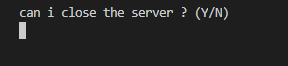 can i close the server ? (Y/N)